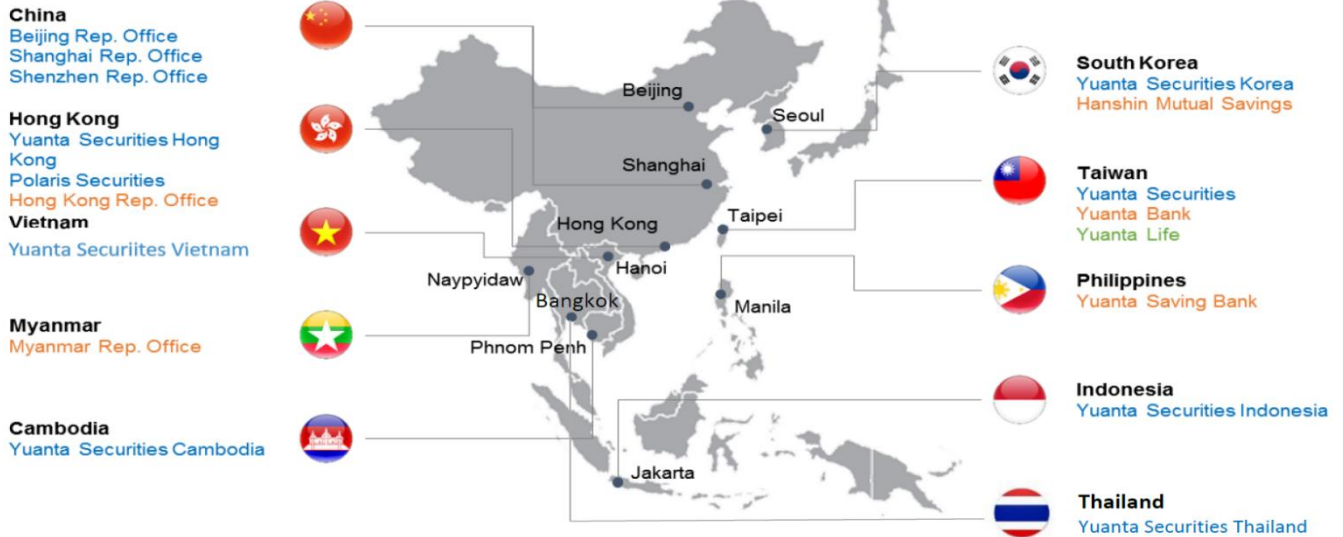 China
Beijing Rep. Office
Shanghai Rep. Office
Shenzhen Rep. Office
Hong Kong
Yuanta Securities Hong
Kong
Polaris Securities
Hong Kong Rep. Office
Vietnam
Yuanta Securiites Vietnam
Myanmar
Myanmar Rep. Office
Cambodia
Yuanta Securities Cambodia
Beijing
Seoul
Shanghai
Taipei
Hong Kong
Hanoi
Naypyidaw
Bangkok
Manila
Phnom Penh
Jakarta
South Korea
Yuanta Securities Korea
Hanshin Mutual Savings
Taiwan
Yuanta Securities
Yuanta Bank
Yuanta Life
Philippines
Yuanta Saving Bank
Indonesia
Yuanta Securities Indonesia
Thailand
Yuanta Securities Thailand